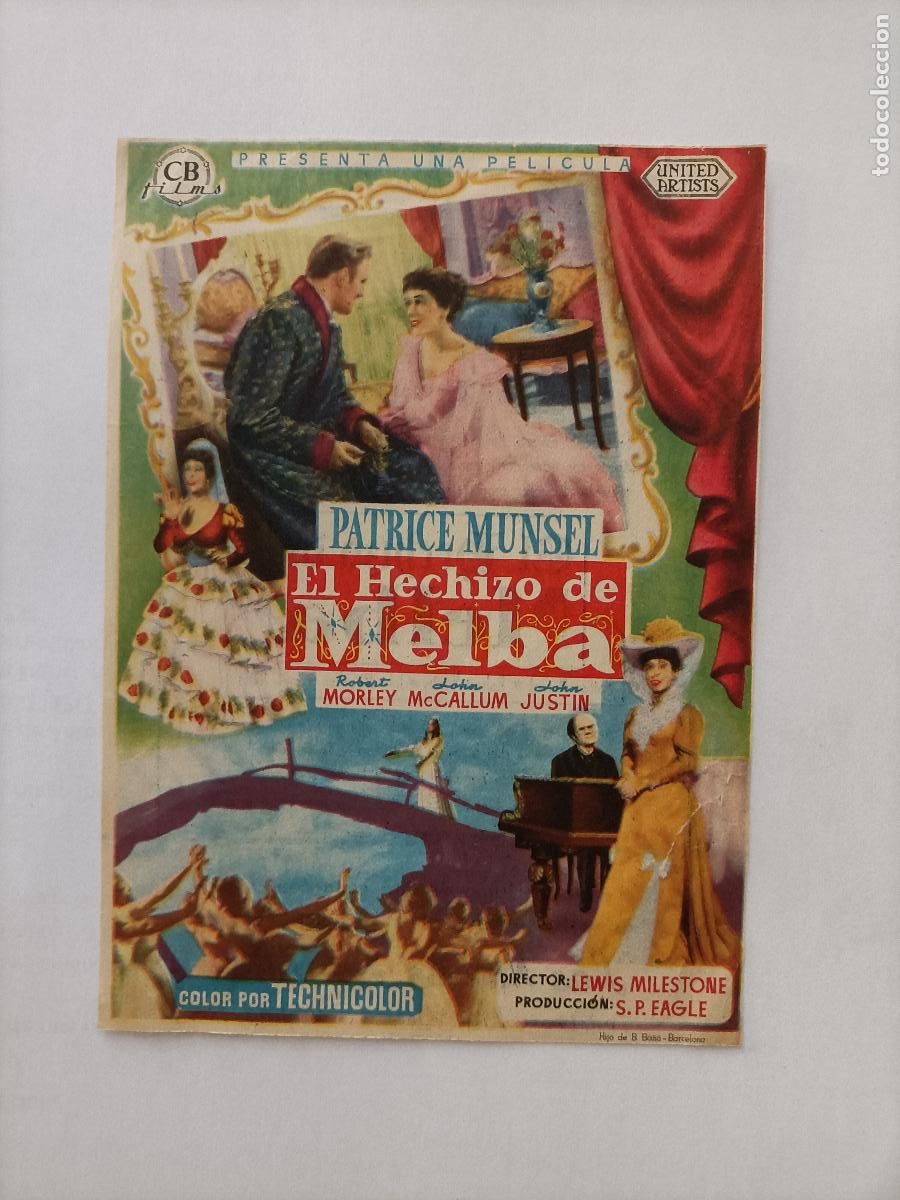 todocoleccion
CB
films
PRESENTA UNA PELICULA
UNITED
ARTISTS
PATRICE MUNSEL
El Hechizo de
Melba
Robert John John
MORLEY McCALLUM JUSTIN
COLOR POR TECHNICOLOR
DIRECTOR: LEWIS MILESTONE
PRODUCCIÓN: S.P. EAGLE
Hijo de B. Basó - Barcelona